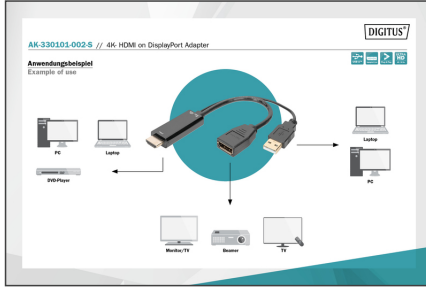 DIGITUS®
AK-330101-002-S // 4K- HDMI on DisplayPort Adapter
Anwendungsbeispiel
Example of use
PC
Laptop
DVD-Player
Laptop
PC
Monitor/TV
Beamer
TV